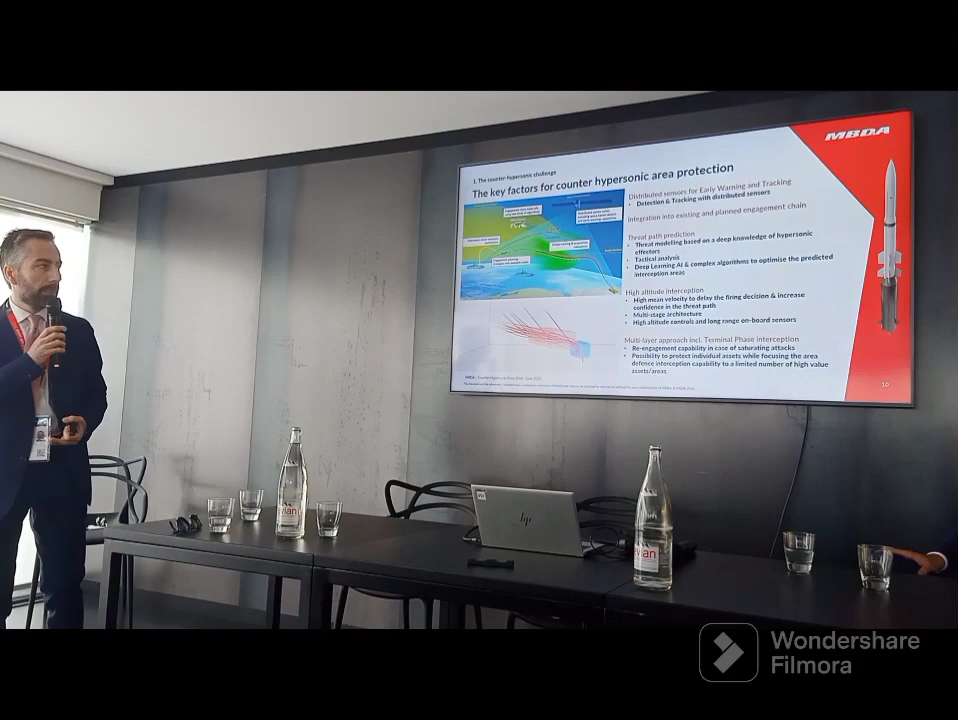 MBDA
1. The counter-hypersonic challenge
The key factors for counter hypersonic area protection
Distributed sensors for Early Warning and Tracking
• Detection & Tracking with distributed sensors
Integration into existing and planned engagement chain
Threat path prediction
• Threat modelling based on a deep knowledge of hypersonic
effectors
• Tactical analysis
• Deep Learning AI & complex algorithms to optimise the predicted
interception areas
High altitude interception
• High mean velocity to delay the firing decision & increase
confidence in the threat path
• Multi-stage architecture
• High altitude controls and long range on-board sensors
Multi-layer approach incl. Terminal Phase interception
• Re-engagement capability in case of saturating attacks
• Possibility to protect individual assets while focusing the area
defence interception capability to a limited number of high value
assets/areas
10
hp
evian
evian
Wondershare
Filmora